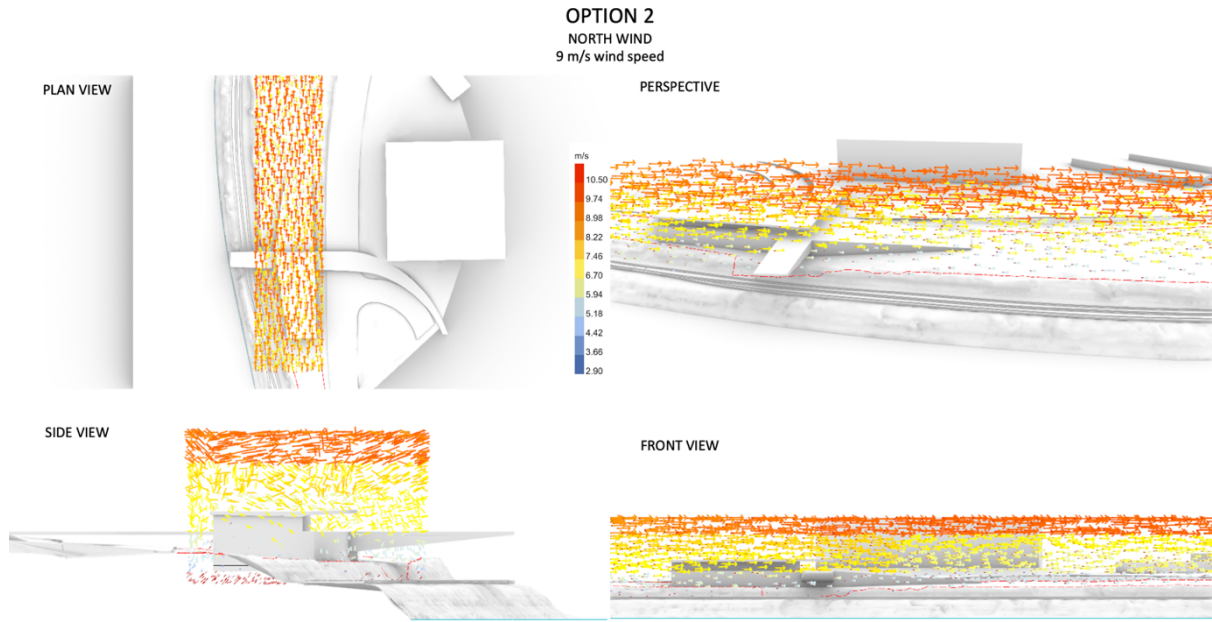 OPTION 2
NORTH WIND
9 m/s wind speed
PLAN VIEW
PERSPECTIVE
m/s
10.50
9.74
8.98
8.22
7.46
6.70
5.94
5.18
4.42
3.66
2.90
SIDE VIEW
FRONT VIEW